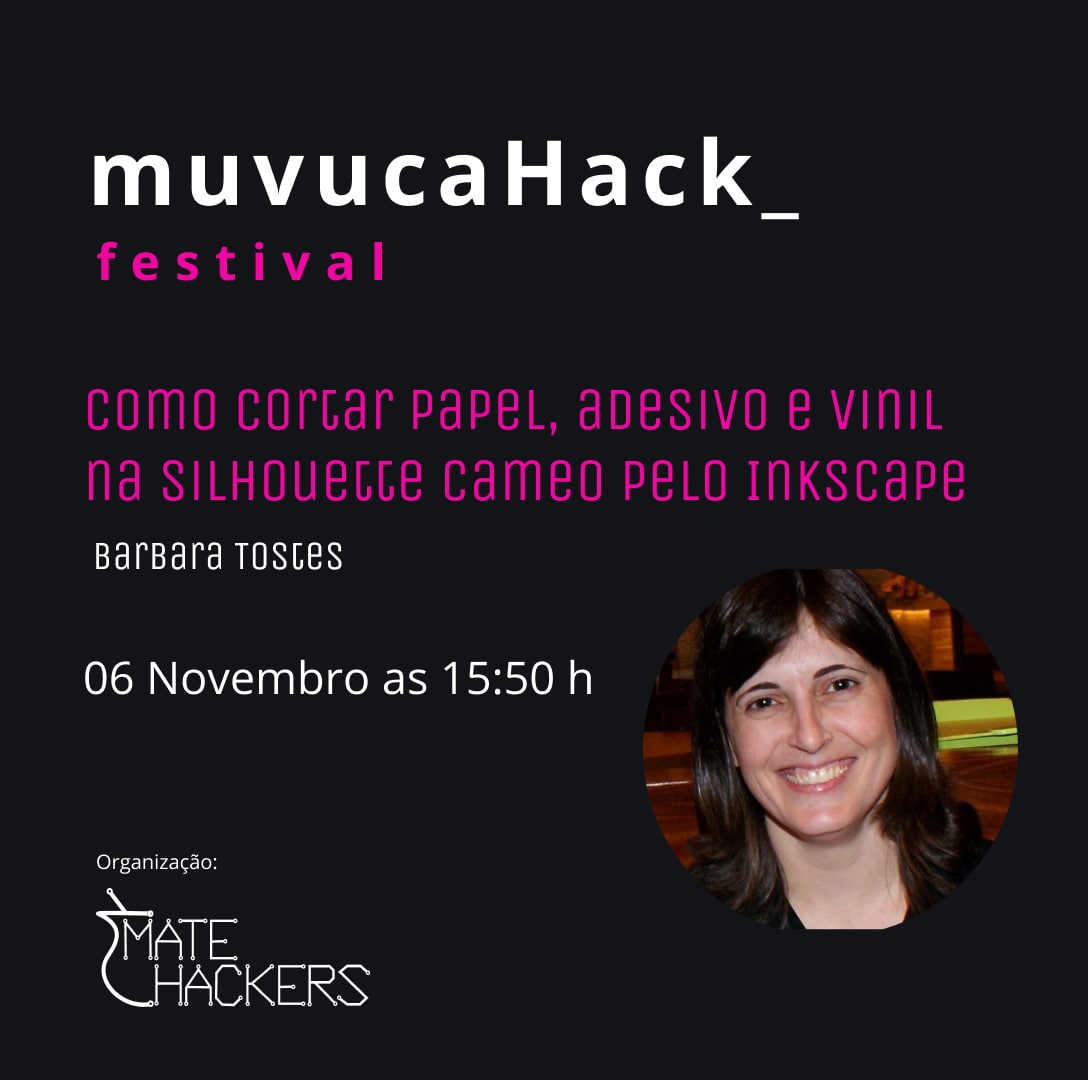 muvucaHack_
festival
como cortar papel, adesivo e vinil
na Silhouette Cameo pelo Inkscape
Barbara Tostes
06 Novembro as 15:50 h
Organização:
MATE
HACKERS